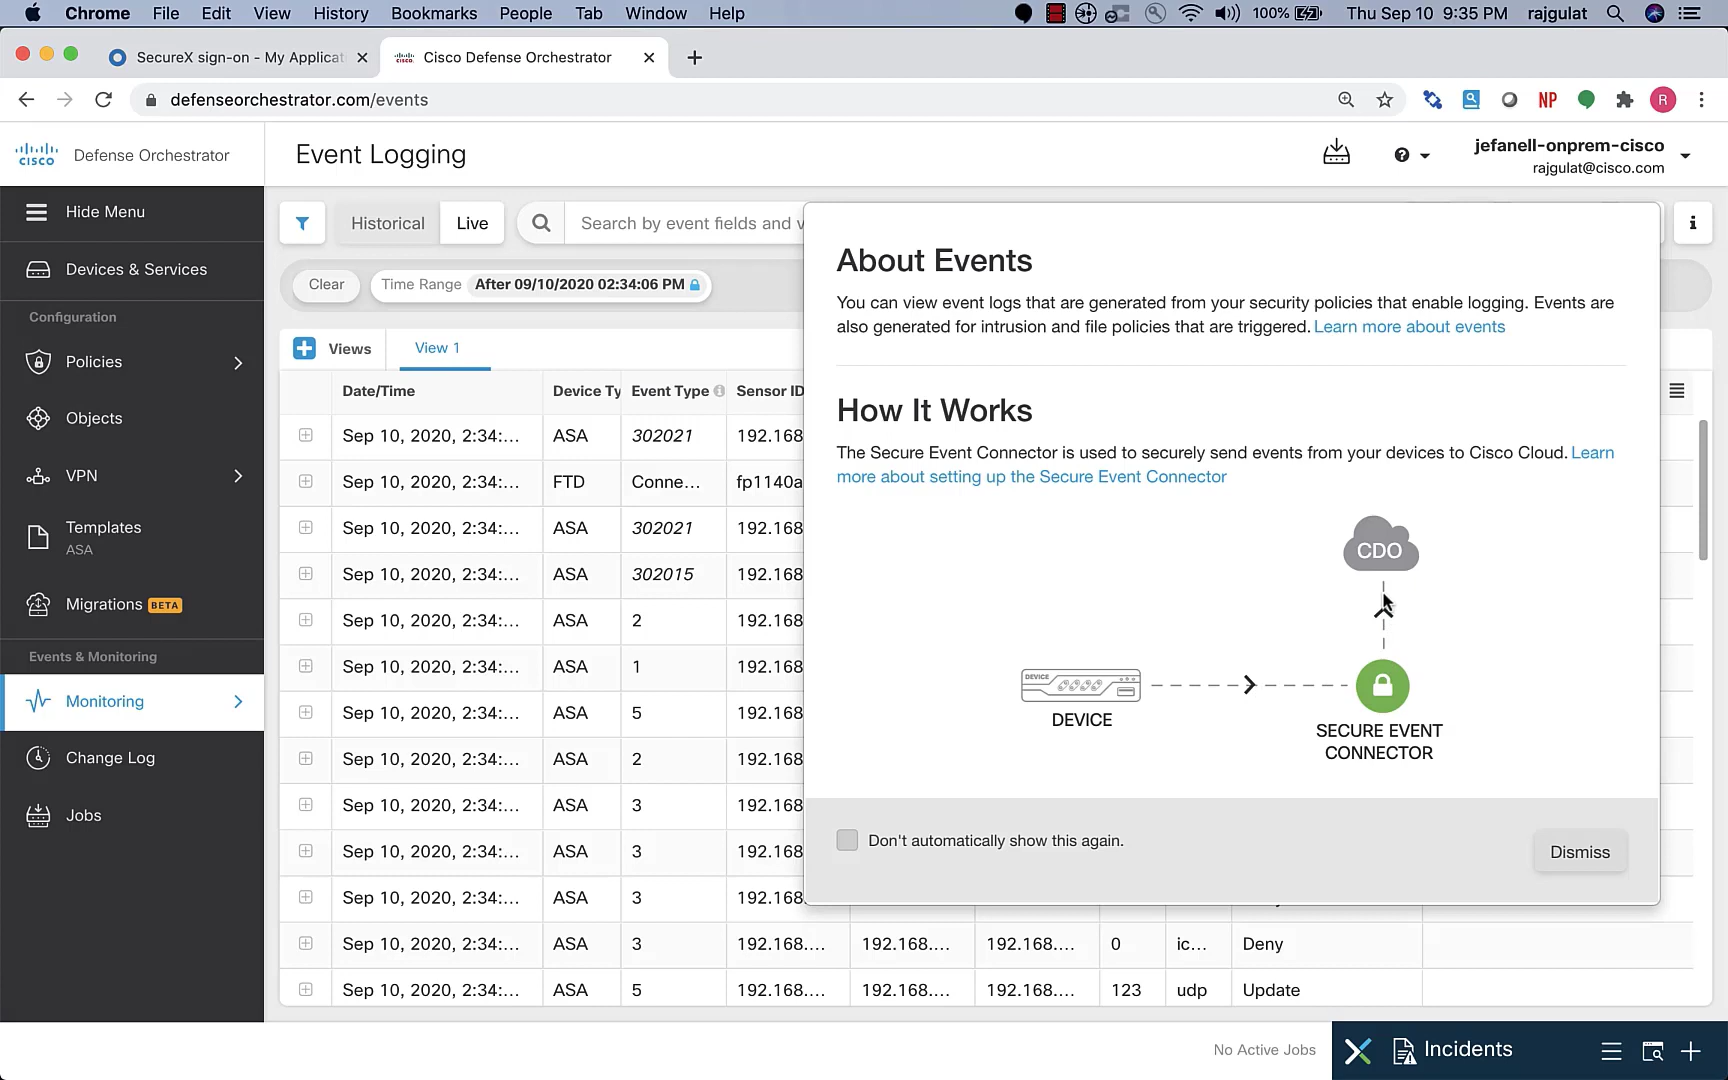 Chrome File Edit View History Bookmarks People Tab Window Help 100% Thu Sep 10 9:35 PM rajgulat
SecureX sign-on - My Applicat
Cisco Defense Orchestrator
defenseorchestrator.com/events
NP
R
CISCO Defense Orchestrator
Event Logging
jefanell-onprem-cisco
rajgulat@cisco.com
Hide Menu
Devices & Services
Configuration
Policies
Objects
VPN
Templates
ASA
Migrations BETA
Events & Monitoring
Monitoring
Change Log
Jobs
Historical Live Search by event fields and v
Clear Time Range After 09/10/2020 02:34:06 PM
Views View 1
Date/Time Device Ty Event Type Sensor ID
Sep 10, 2020, 2:34:... ASA 302021 192.168
Sep 10, 2020, 2:34:... FTD Conne... fp1140a
Sep 10, 2020, 2:34:... ASA 302021 192.168
Sep 10, 2020, 2:34:... ASA 302015 192.168
Sep 10, 2020, 2:34:... ASA 2 192.168
Sep 10, 2020, 2:34:... ASA 1 192.168
Sep 10, 2020, 2:34:... ASA 5 192.168
Sep 10, 2020, 2:34:... ASA 2 192.168
Sep 10, 2020, 2:34:... ASA 3 192.168
Sep 10, 2020, 2:34:... ASA 3 192.168
Sep 10, 2020, 2:34:... ASA 3 192.168
Sep 10, 2020, 2:34:... ASA 3 192.168.... 192.168.... 192.168.... 0 ic... Deny
Sep 10, 2020, 2:34:... ASA 5 192.168.... 192.168.... 192.168.... 123 udp Update
About Events
You can view event logs that are generated from your security policies that enable logging. Events are
also generated for intrusion and file policies that are triggered. Learn more about events
How It Works
The Secure Event Connector is used to securely send events from your devices to Cisco Cloud. Learn
more about setting up the Secure Event Connector
CDO
DEVICE
DEVICE
SECURE EVENT
CONNECTOR
Don't automatically show this again.
Dismiss
No Active Jobs
Incidents